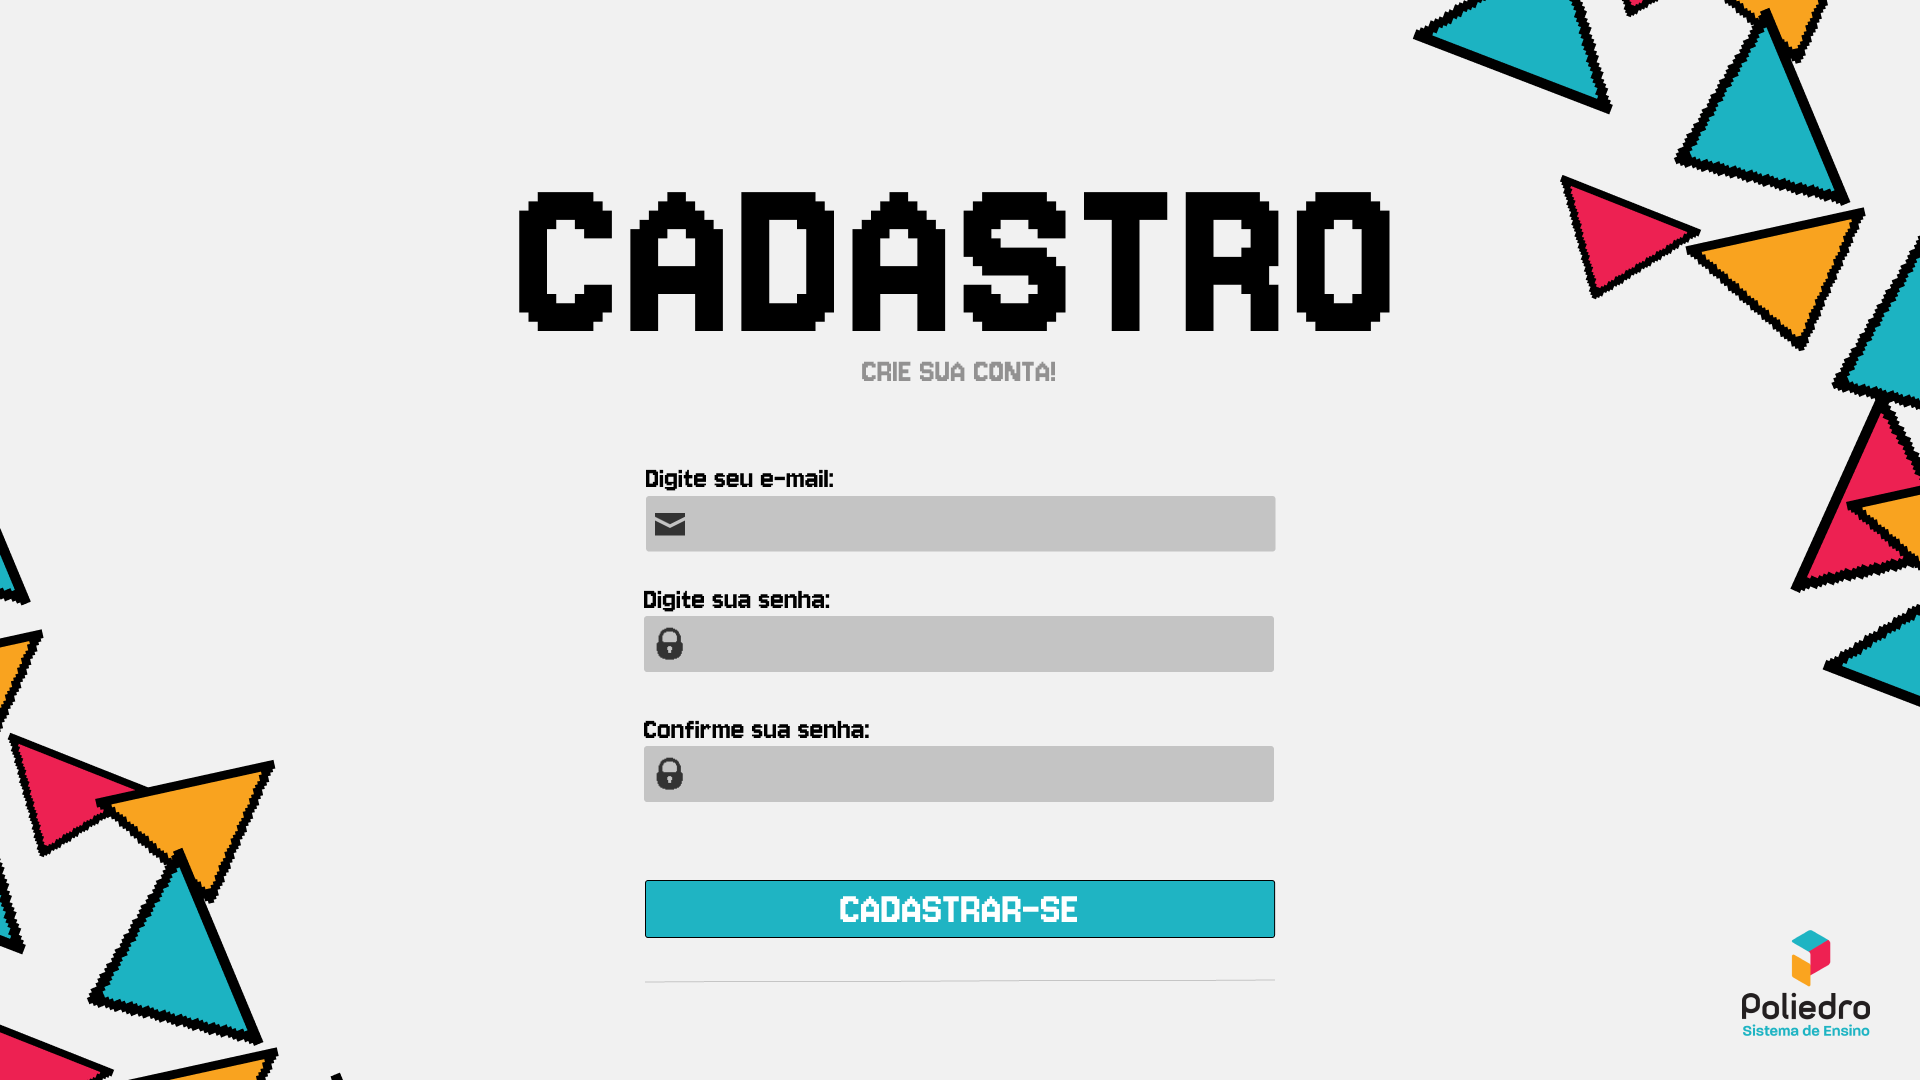 CADASTRO
CRIE SUA CONTA!
Digite seu e-mail:
Digite sua senha:
Confirme sua senha:
CADASTRAR-SE
Poliedro
Sistema de Ensino